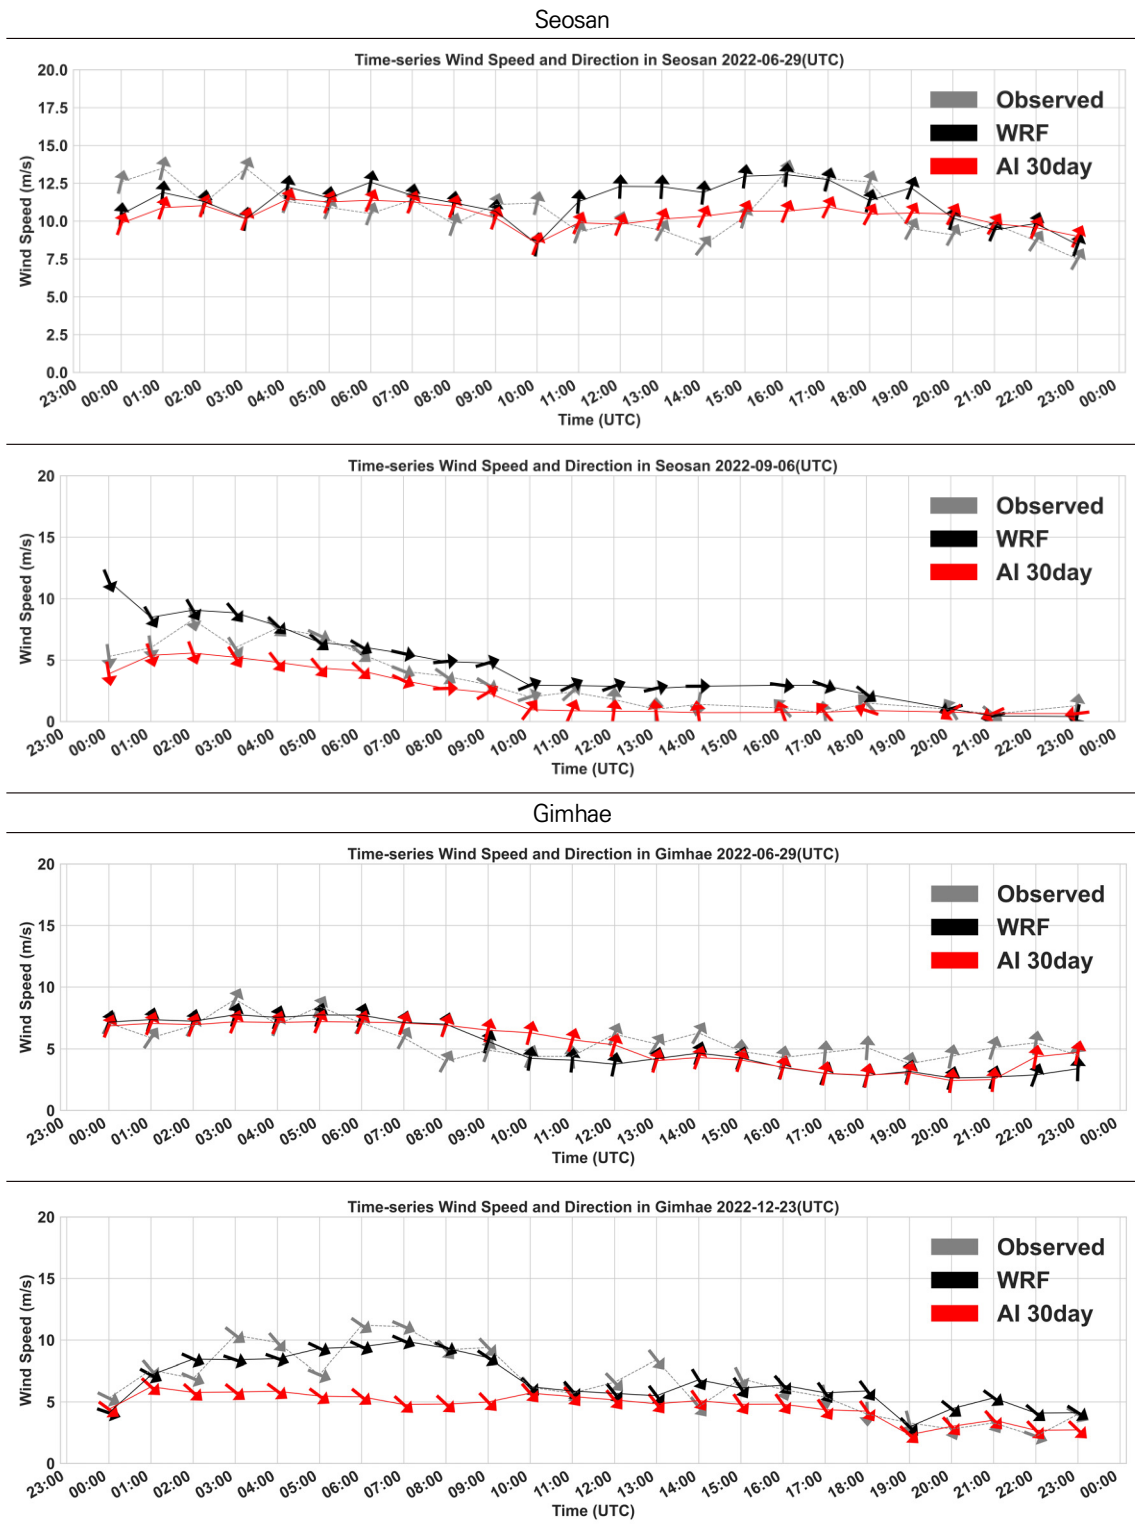 Seosan
Time-series Wind Speed and Direction in Seosan 2022-06-29(UTC)
20.0
17.5
15.0
12.5
10.0
7.5
5.0
2.5
0.0
Wind Speed (m/s)
Observed
WRF
AI 30day
23:00 00:00 01:00 02:00 03:00 04:00 05:00 06:00 07:00 08:00 09:00 10:00 11:00 12:00 13:00 14:00 15:00 16:00 17:00 18:00 19:00 20:00 21:00 22:00 23:00 00:00
Time (UTC)
Time-series Wind Speed and Direction in Seosan 2022-09-06(UTC)
20
15
10
5
0
Wind Speed (m/s)
Observed
WRF
AI 30day
23:00 00:00 01:00 02:00 03:00 04:00 05:00 06:00 07:00 08:00 09:00 10:00 11:00 12:00 13:00 14:00 15:00 16:00 17:00 18:00 19:00 20:00 21:00 22:00 23:00 00:00
Time (UTC)
Gimhae
Time-series Wind Speed and Direction in Gimhae 2022-06-29(UTC)
20
15
10
5
0
Wind Speed (m/s)
Observed
WRF
AI 30day
23:00 00:00 01:00 02:00 03:00 04:00 05:00 06:00 07:00 08:00 09:00 10:00 11:00 12:00 13:00 14:00 15:00 16:00 17:00 18:00 19:00 20:00 21:00 22:00 23:00 00:00
Time (UTC)
Time-series Wind Speed and Direction in Gimhae 2022-12-23(UTC)
20
15
10
5
0
Wind Speed (m/s)
Observed
WRF
AI 30day
23:00 00:00 01:00 02:00 03:00 04:00 05:00 06:00 07:00 08:00 09:00 10:00 11:00 12:00 13:00 14:00 15:00 16:00 17:00 18:00 19:00 20:00 21:00 22:00 23:00 00:00
Time (UTC)